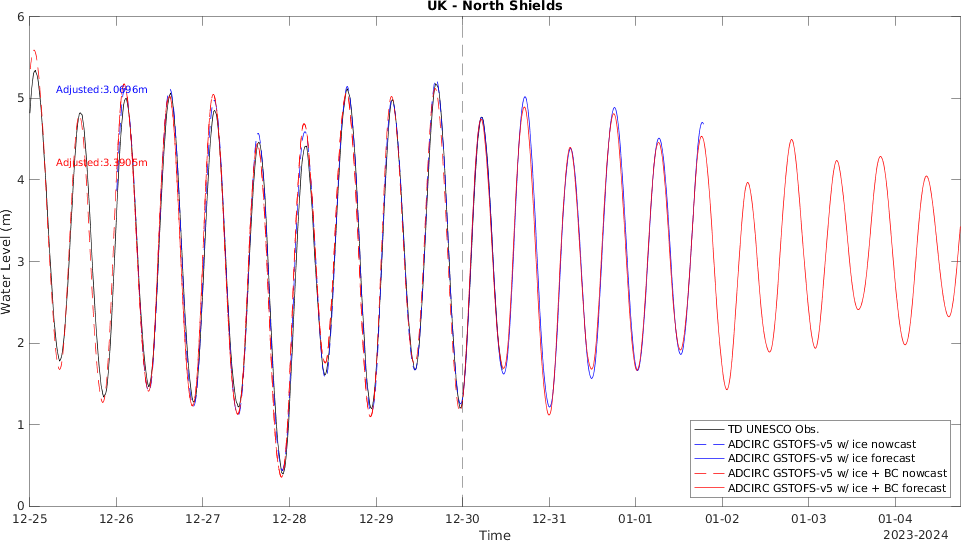 UK - North Shields
6
5
4
3
2
1
0
Water Level (m)
Adjusted:3.0696m
Adjusted:3.3905m
TD UNESCO Obs.
ADCIRC GSTOFS-v5 w/ ice nowcast
ADCIRC GSTOFS-v5 w/ ice forecast
ADCIRC GSTOFS-v5 w/ ice + BC nowcast
ADCIRC GSTOFS-v5 w/ ice + BC forecast
12-25 12-26 12-27 12-28 12-29 12-30 12-31 01-01 01-02 01-03 01-04
Time
2023-2024